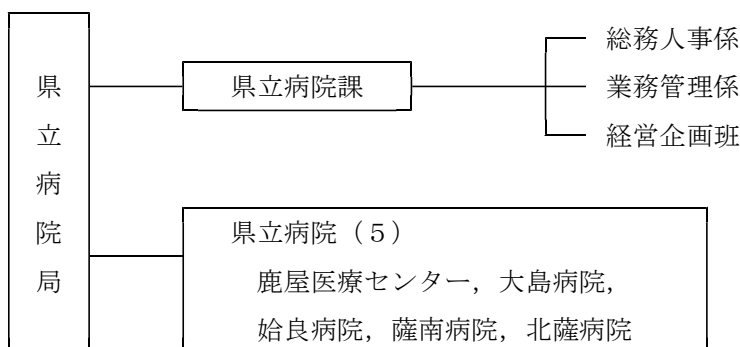 県立病院局
県立病院課
総務人事係
業務管理係
経営企画班
県立病院（５）
鹿屋医療センター，大島病院，
姶良病院，薩南病院，北薩病院